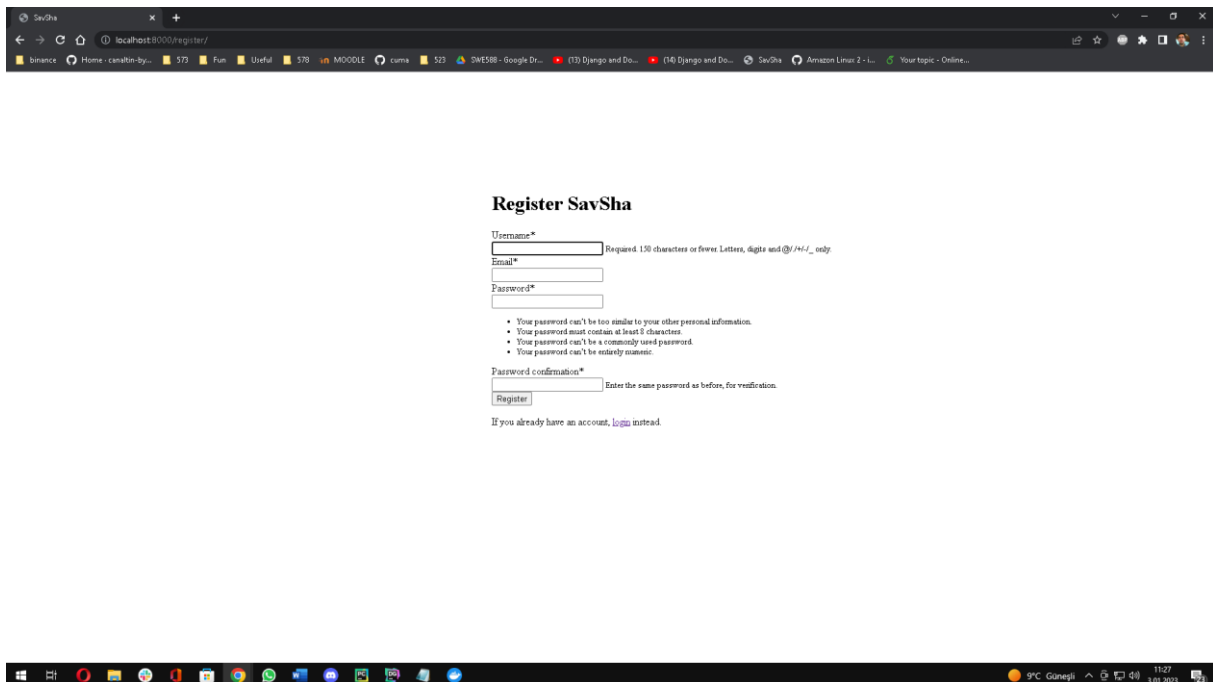 SavSha
localhost:8000/register/
binance Home · canaltin-by... 573 Fun Useful 578 MOODLE cuma 523 SWE588 - Google Dr... (13) Django and Do... (14) Django and Do... SavSha Amazon Linux 2 - i... Your topic - Online...
Register SavSha
Username*
Required. 150 characters or fewer. Letters, digits and @/./+/-/_ only.
Email*
Password*
Your password can't be too similar to your other personal information.
Your password must contain at least 8 characters.
Your password can't be a commonly used password.
Your password can't be entirely numeric.
Password confirmation*
Enter the same password as before, for verification.
Register
If you already have an account, login instead.
9°C Güneşli
11:27
3.01.2023